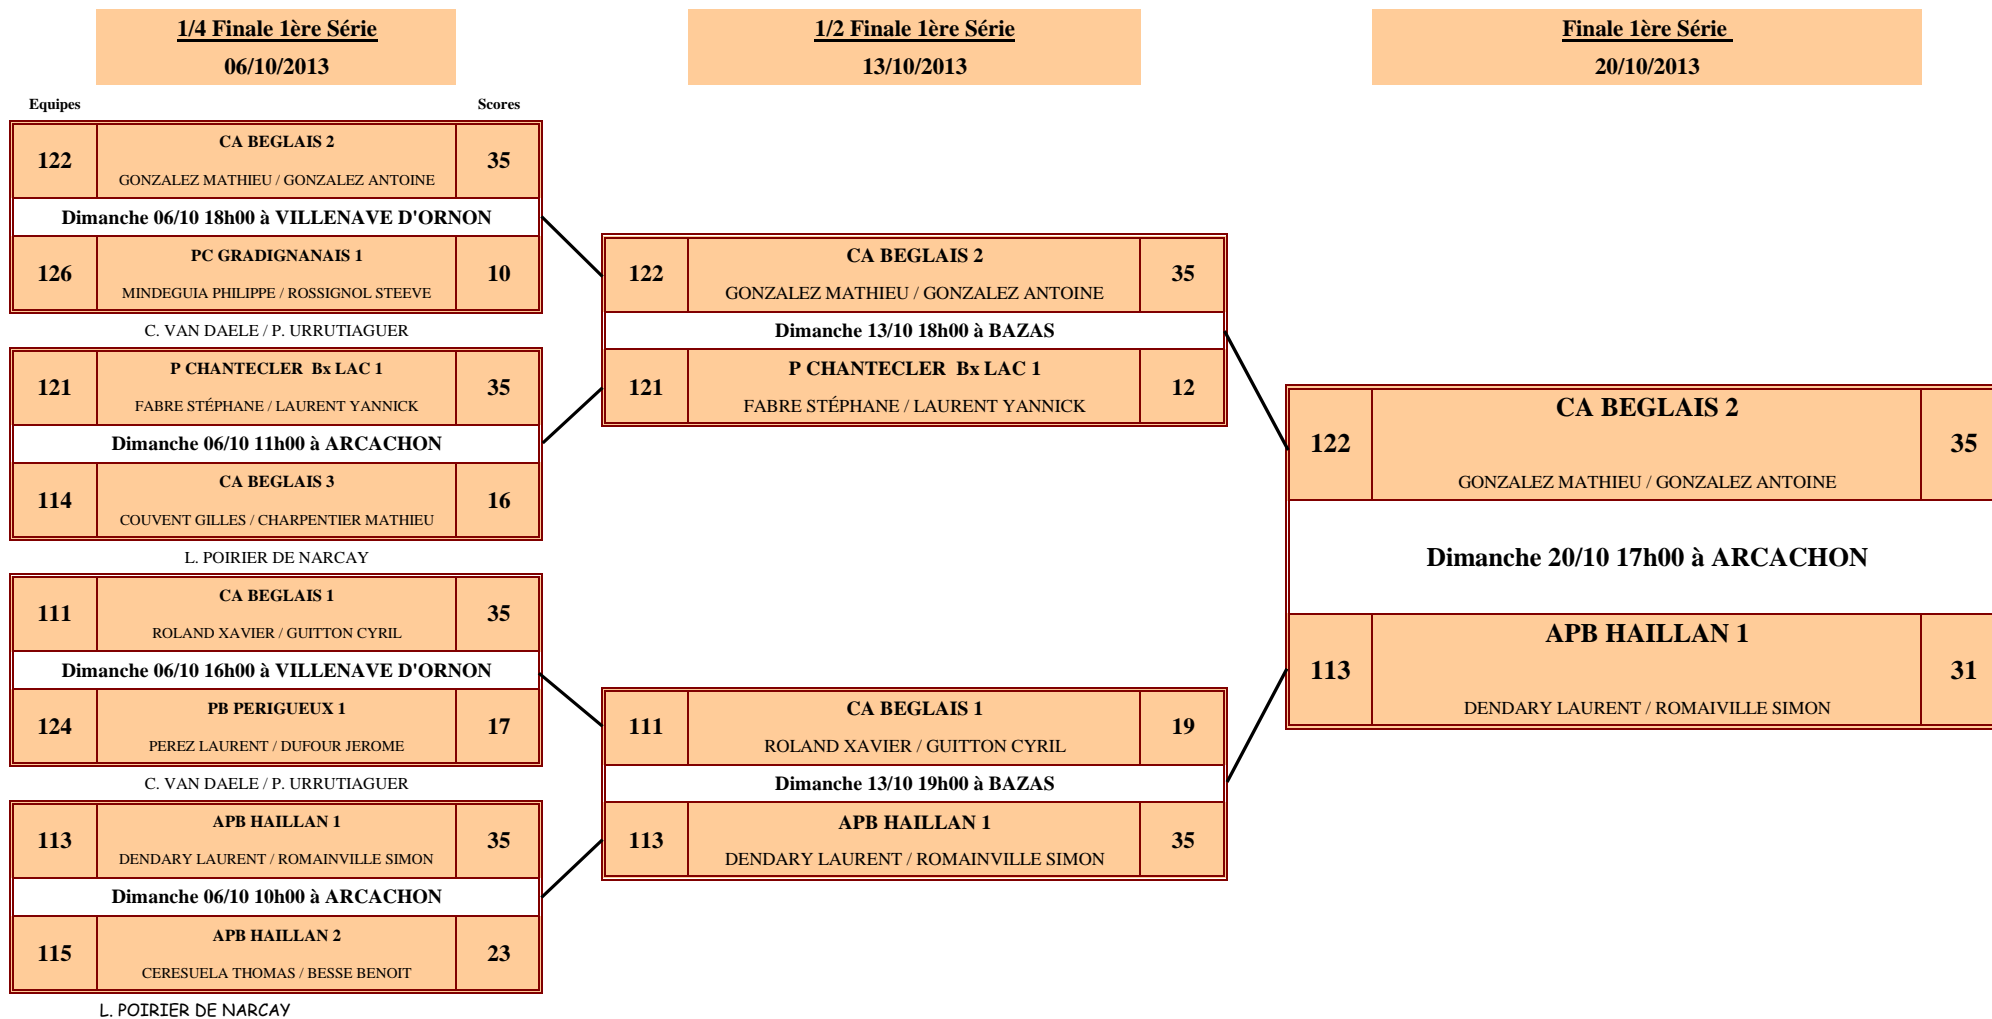 1/4 Finale 1ère Série
06/10/2013
Equipes
Scores
122
CA BEGLAIS 2
GONZALEZ MATHIEU / GONZALEZ ANTOINE
35
Dimanche 06/10 18h00 à VILLENAVE D'ORNON
126
PC GRADIGNANAIS 1
MINDEGUIA PHILIPPE / ROSSIGNOL STEEVE
10
C. VAN DAELE / P. URRUTIAGUER
121
P CHANTECLER Bx LAC 1
FABRE STÉPHANE / LAURENT YANNICK
35
Dimanche 06/10 11h00 à ARCACHON
114
CA BEGLAIS 3
COUVENT GILLES / CHARPENTIER MATHIEU
16
L. POIRIER DE NARCAY
111
CA BEGLAIS 1
ROLAND XAVIER / GUITTON CYRIL
35
Dimanche 06/10 16h00 à VILLENAVE D'ORNON
124
PB PERIGUEUX 1
PEREZ LAURENT / DUFOUR JEROME
17
C. VAN DAELE / P. URRUTIAGUER
113
APB HAILLAN 1
DENDARY LAURENT / ROMAINVILLE SIMON
35
Dimanche 06/10 10h00 à ARCACHON
115
APB HAILLAN 2
CERESUELA THOMAS / BESSE BENOIT
23
L. POIRIER DE NARCAY
1/2 Finale 1ère Série
13/10/2013
122
CA BEGLAIS 2
GONZALEZ MATHIEU / GONZALEZ ANTOINE
35
Dimanche 13/10 18h00 à BAZAS
121
P CHANTECLER Bx LAC 1
FABRE STÉPHANE / LAURENT YANNICK
12
111
CA BEGLAIS 1
ROLAND XAVIER / GUITTON CYRIL
19
Dimanche 13/10 19h00 à BAZAS
113
APB HAILLAN 1
DENDARY LAURENT / ROMAINVILLE SIMON
35
Finale 1ère Série
20/10/2013
122
CA BEGLAIS 2
GONZALEZ MATHIEU / GONZALEZ ANTOINE
35
Dimanche 20/10 17h00 à ARCACHON
113
APB HAILLAN 1
DENDARY LAURENT / ROMAIVILLE SIMON
31